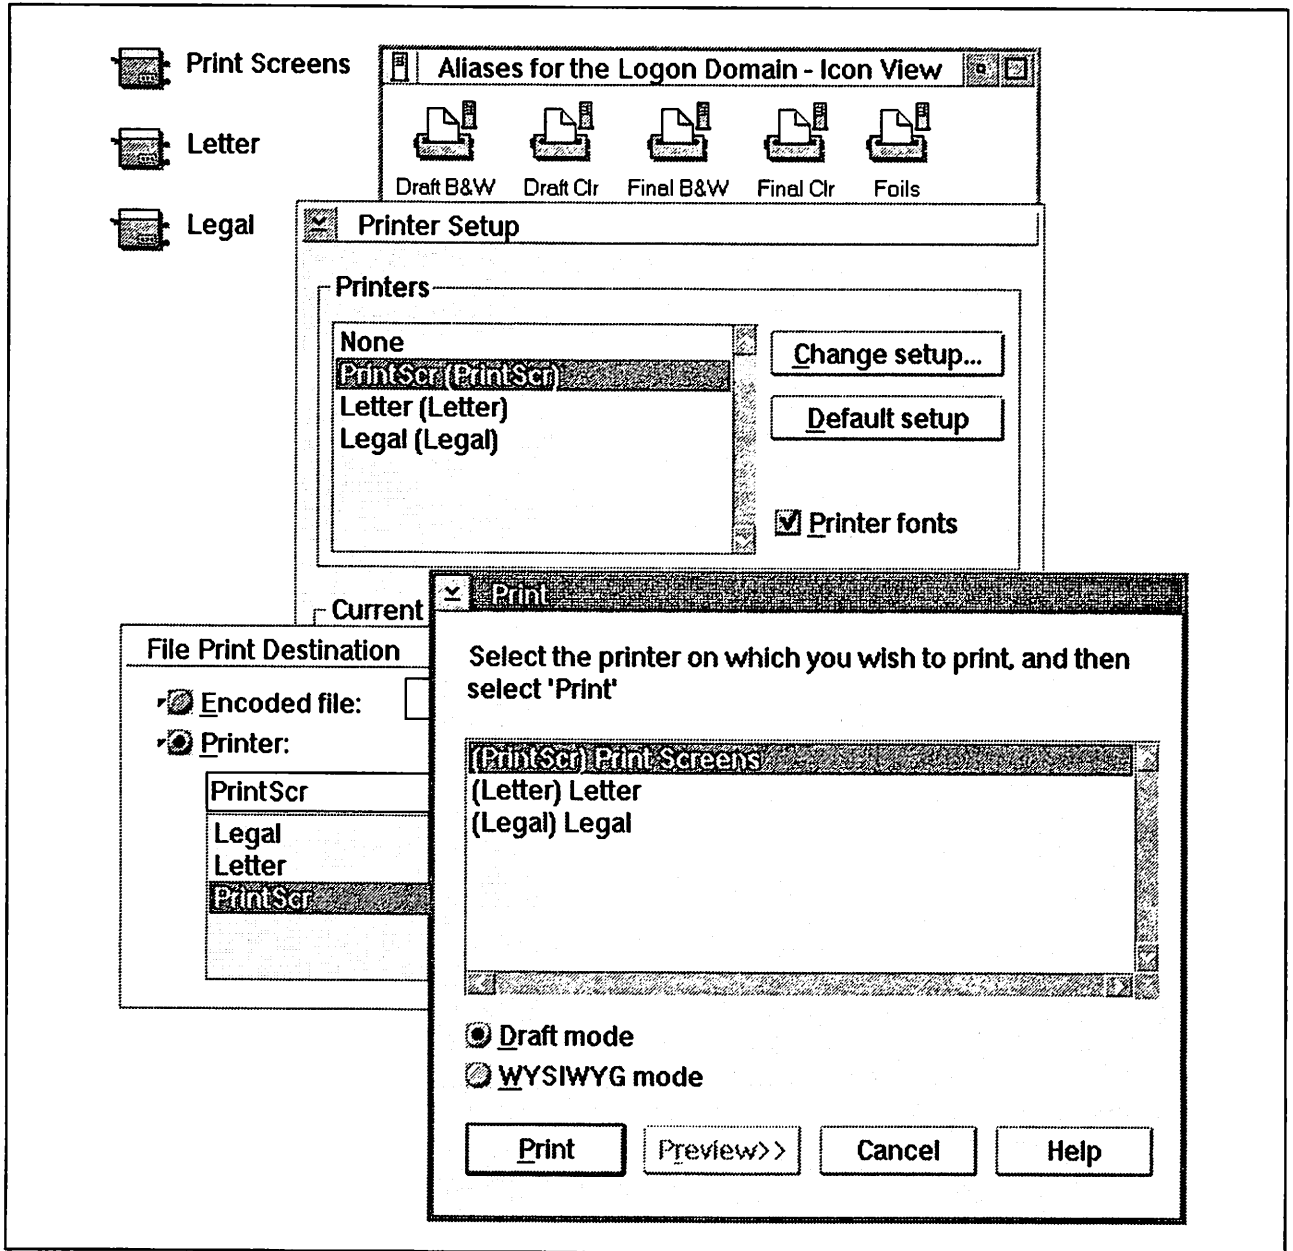 Print Screens
Letter
Legal
Aliases for the Logon Domain - Icon View
Draft B&W Draft Clr Final B&W Final Clr Foils
Printer Setup
Printers
None
PrintScr (PrintScr)
Letter (Letter)
Legal (Legal)
Change setup...
Default setup
Printer fonts
Current
File Print Destination
Encoded file:
Printer:
PrintScr
Legal
Letter
PrintScr
Print
Select the printer on which you wish to print, and then
select 'Print'
(PrintScr) Print Screens
(Letter) Letter
(Legal) Legal
Draft mode
WYSIWYG mode
Print Preview>> Cancel Help